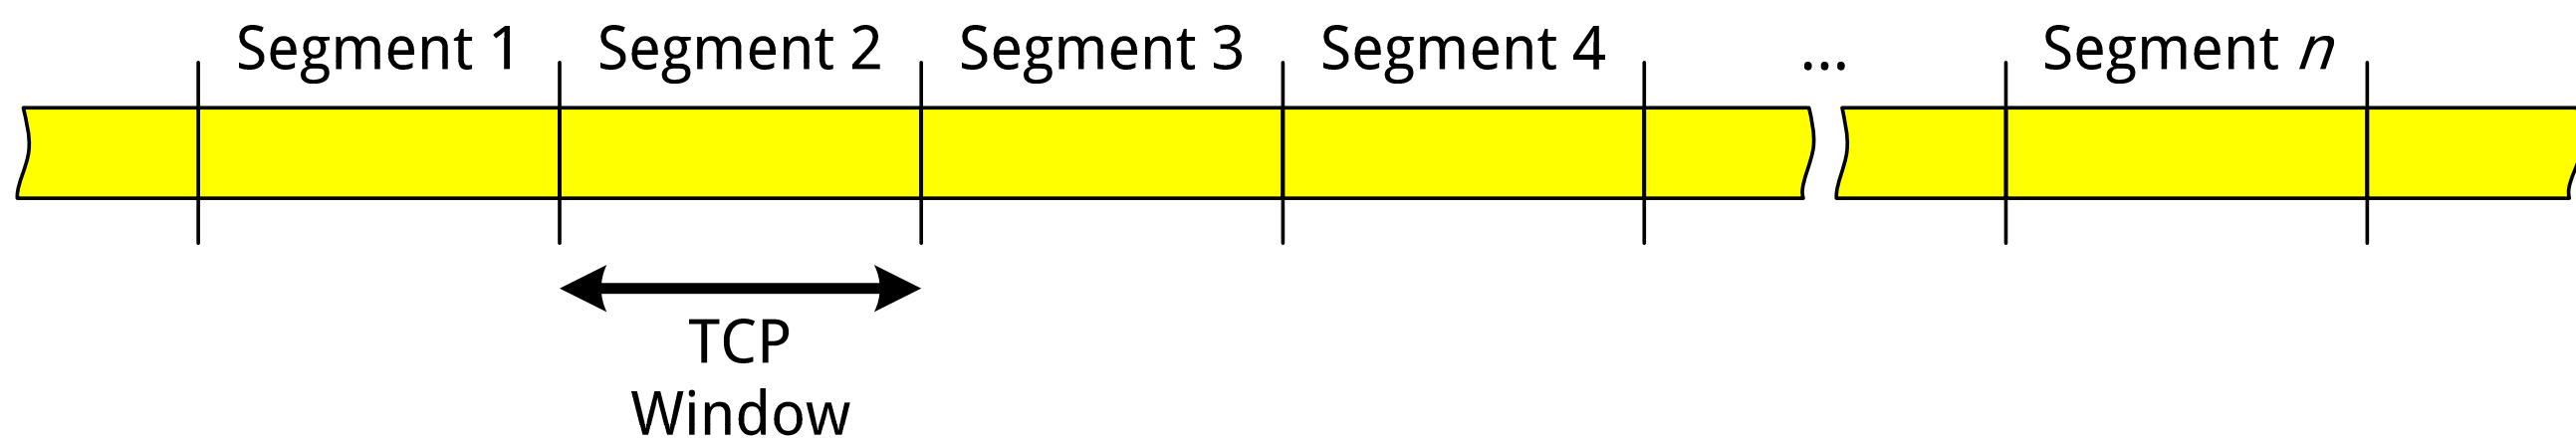 Segment 1 Segment 2 Segment 3 Segment 4 ... Segment n
TCP
Window